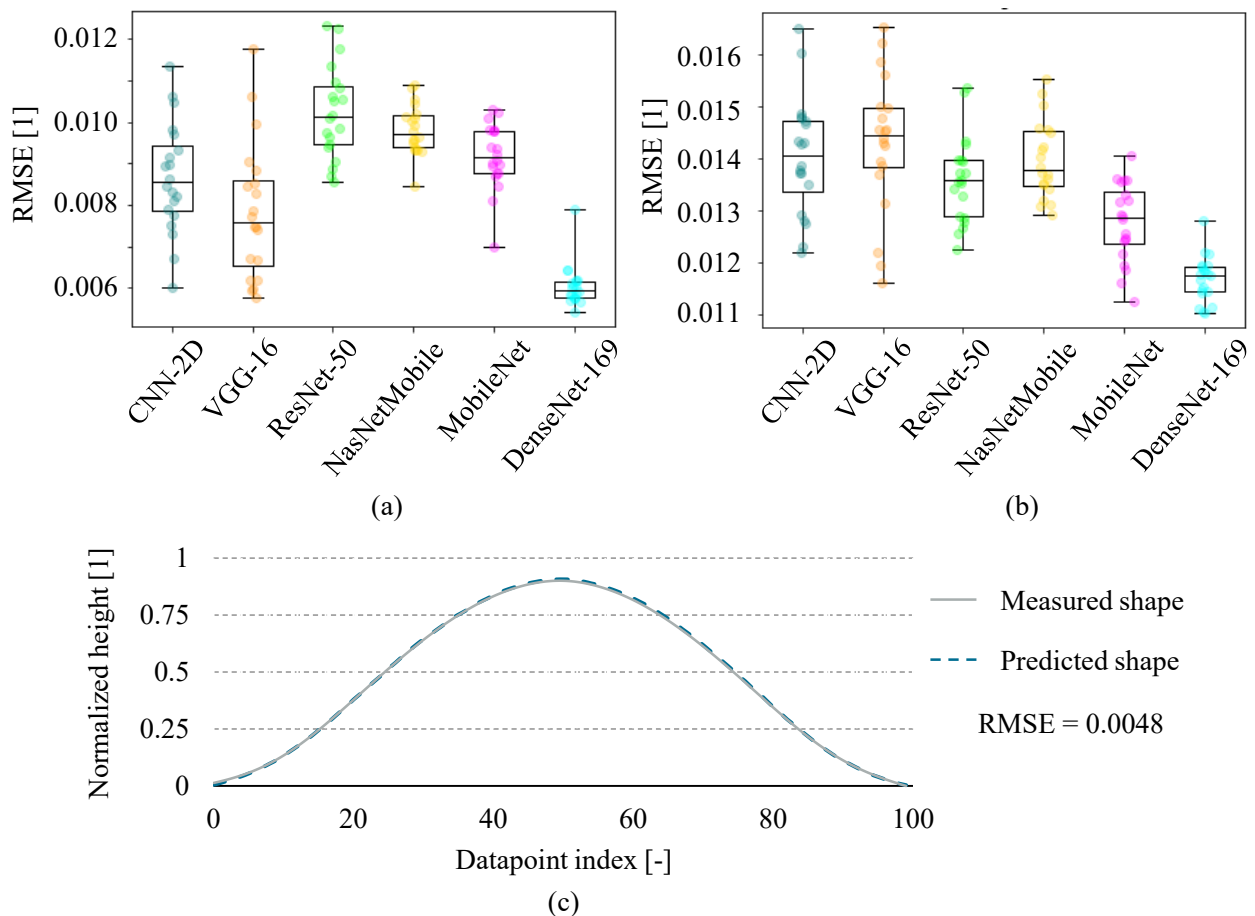 RMSE [1]
0.012
0.010
0.008
0.006
CNN-2D
VGG-16
ResNet-50
NasNetMobile
MobileNet
DenseNet-169
(a)
RMSE [1]
0.016
0.015
0.014
0.013
0.012
0.011
CNN-2D
VGG-16
ResNet-50
NasNetMobile
MobileNet
DenseNet-169
(b)
Normalized height [1]
1
0.75
0.5
0.25
0
0 20 40 60 80 100
Datapoint index [-]
Measured shape
Predicted shape
RMSE = 0.0048
(c)